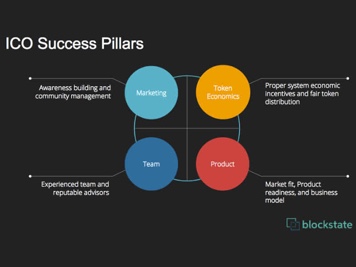 ICO Success Pillars
Awareness building and
community management
Marketing
Token
Economics
Proper system economic
incentives and fair token
distribution
Experienced team and
reputable advisors
Team
Product
Market fit, Product
readiness, and business
model
blockstate